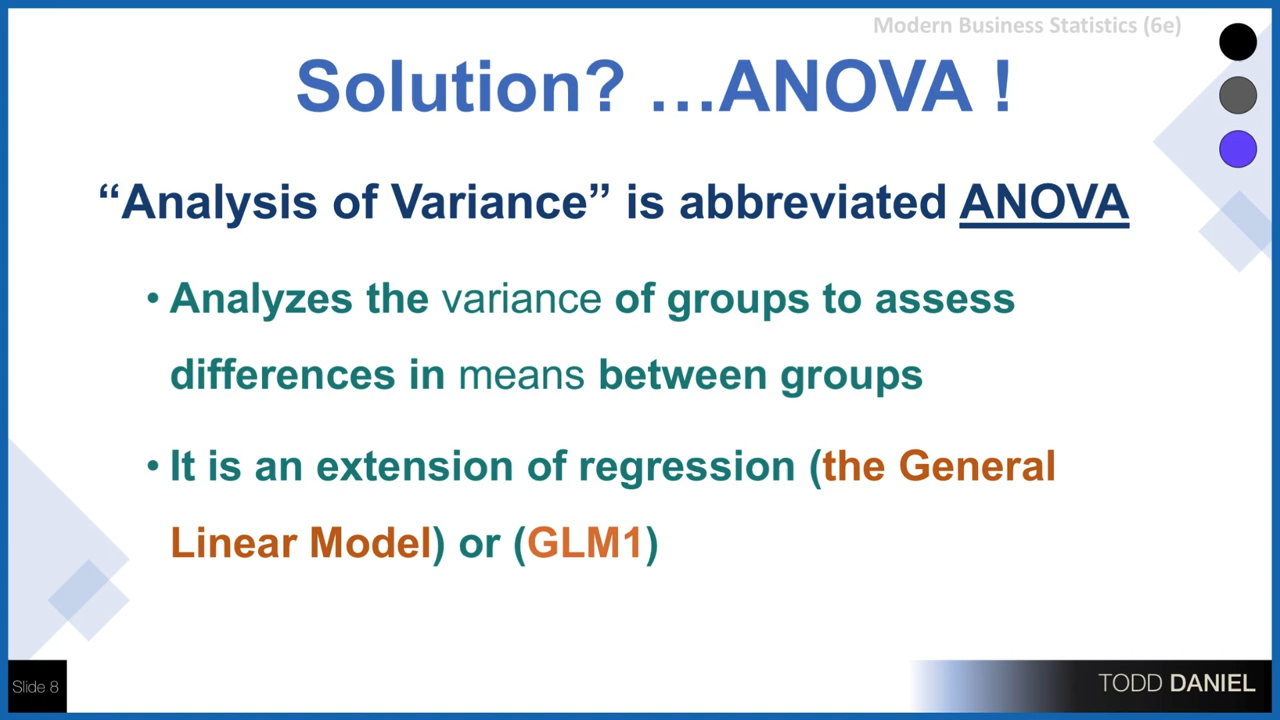 Modern Business Statistics (6e)
Solution? …ANOVA !
“Analysis of Variance” is abbreviated ANOVA
• Analyzes the variance of groups to assess
differences in means between groups
• It is an extension of regression (the General
Linear Model) or (GLM1)
Slide 8
TODD DANIEL